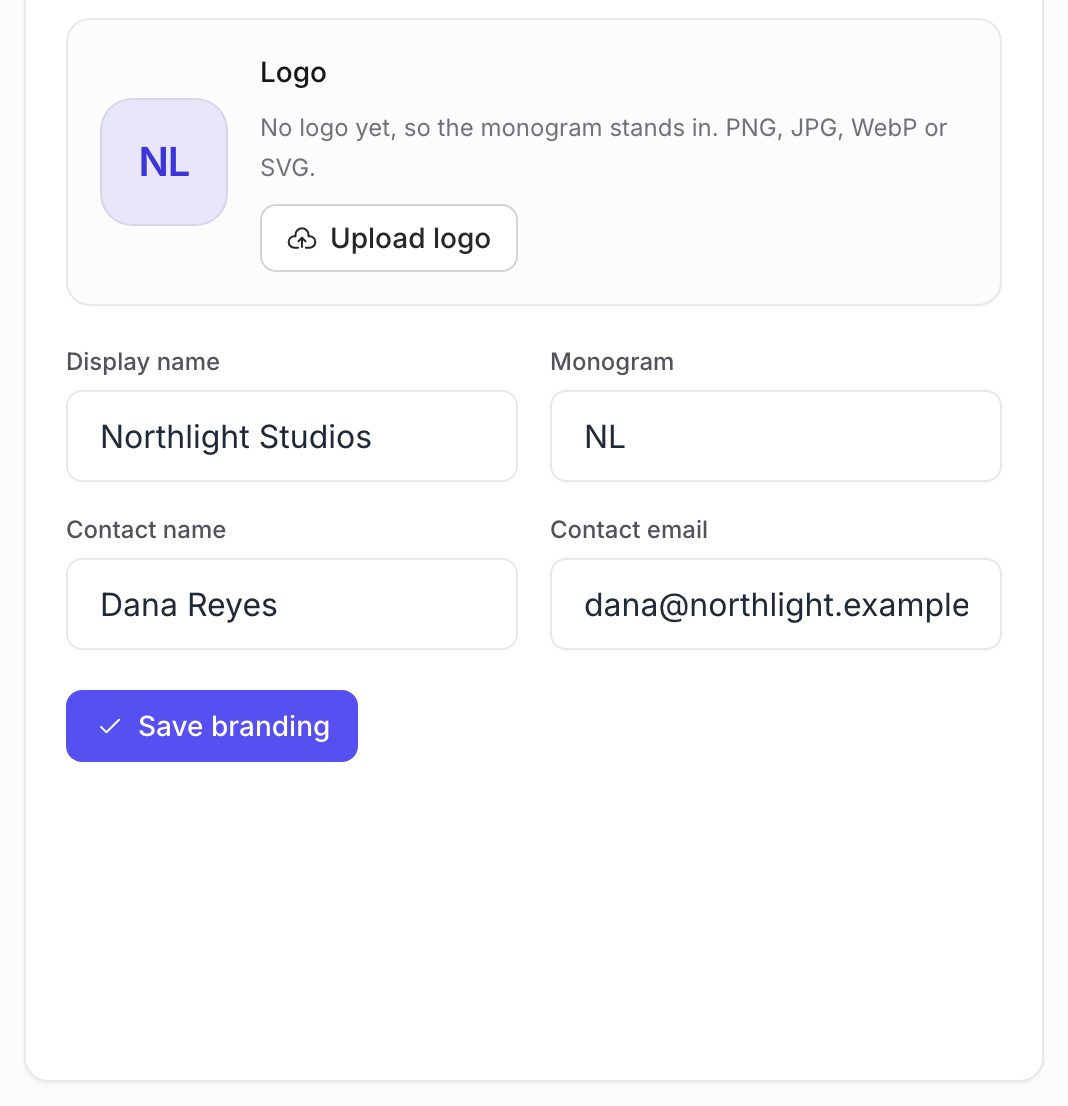 Logo
No logo yet, so the monogram stands in. PNG, JPG, WebP or
SVG.
NL
Upload logo
Display name
Monogram
Northlight Studios
NL
Contact name
Contact email
Dana Reyes
dana@northlight.example
Save branding